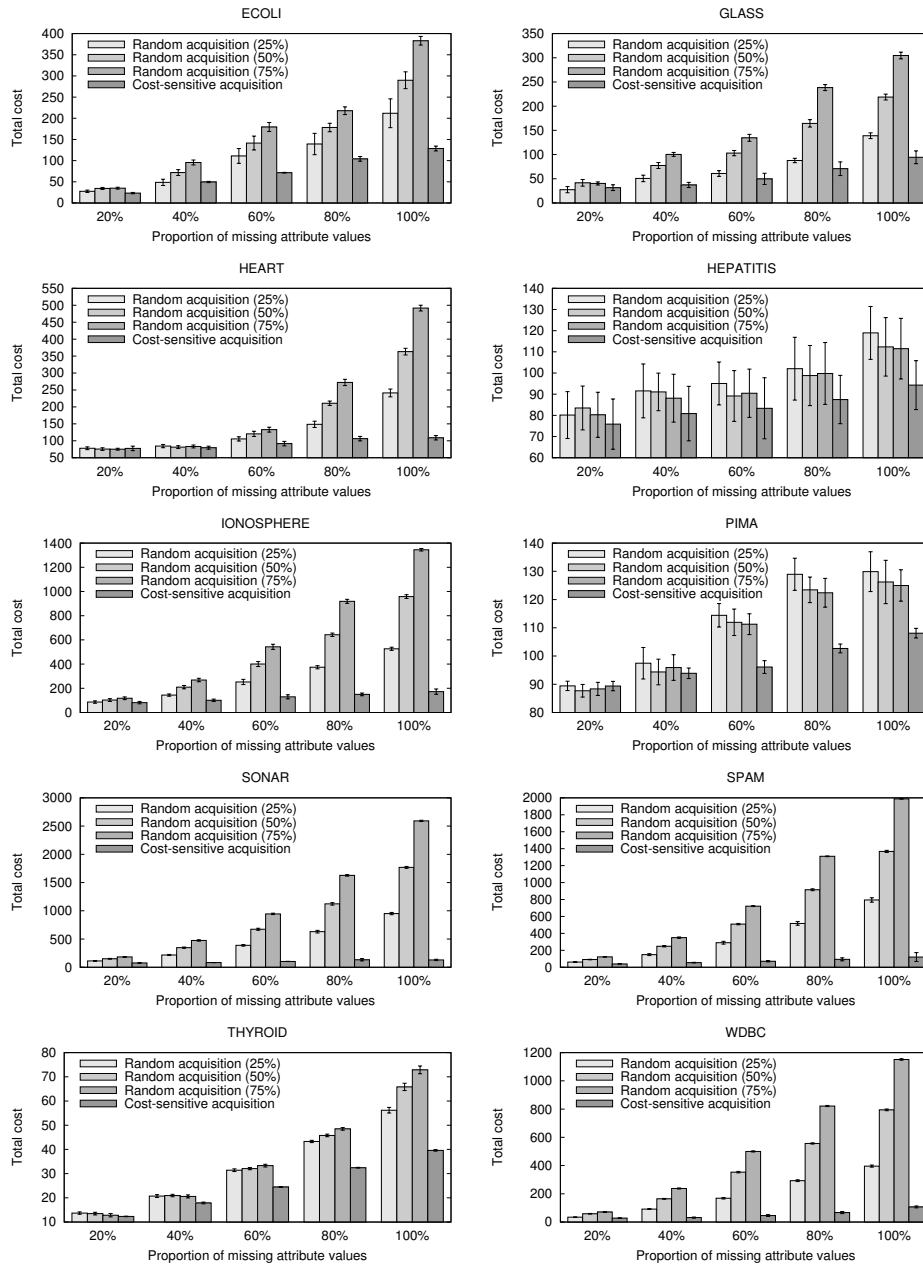 ECOLI
Total cost
400
350
300
250
200
150
100
50
0
Random acquisition (25%)
Random acquisition (50%)
Random acquisition (75%)
Cost-sensitive acquisition
20% 40% 60% 80% 100%
Proportion of missing attribute values
GLASS
Total cost
350
300
250
200
150
100
50
0
Random acquisition (25%)
Random acquisition (50%)
Random acquisition (75%)
Cost-sensitive acquisition
20% 40% 60% 80% 100%
Proportion of missing attribute values
HEART
Total cost
550
500
450
400
350
300
250
200
150
100
50
Random acquisition (25%)
Random acquisition (50%)
Random acquisition (75%)
Cost-sensitive acquisition
20% 40% 60% 80% 100%
Proportion of missing attribute values
HEPATITIS
Total cost
140
130
120
110
100
90
80
70
60
Random acquisition (25%)
Random acquisition (50%)
Random acquisition (75%)
Cost-sensitive acquisition
20% 40% 60% 80% 100%
Proportion of missing attribute values
IONOSPHERE
Total cost
1400
1200
1000
800
600
400
200
0
Random acquisition (25%)
Random acquisition (50%)
Random acquisition (75%)
Cost-sensitive acquisition
20% 40% 60% 80% 100%
Proportion of missing attribute values
PIMA
Total cost
140
130
120
110
100
90
80
Random acquisition (25%)
Random acquisition (50%)
Random acquisition (75%)
Cost-sensitive acquisition
20% 40% 60% 80% 100%
Proportion of missing attribute values
SONAR
Total cost
3000
2500
2000
1500
1000
500
0
Random acquisition (25%)
Random acquisition (50%)
Random acquisition (75%)
Cost-sensitive acquisition
20% 40% 60% 80% 100%
Proportion of missing attribute values
SPAM
Total cost
2000
1800
1600
1400
1200
1000
800
600
400
200
0
Random acquisition (25%)
Random acquisition (50%)
Random acquisition (75%)
Cost-sensitive acquisition
20% 40% 60% 80% 100%
Proportion of missing attribute values
THYROID
Total cost
80
70
60
50
40
30
20
10
Random acquisition (25%)
Random acquisition (50%)
Random acquisition (75%)
Cost-sensitive acquisition
20% 40% 60% 80% 100%
Proportion of missing attribute values
WDBC
Total cost
1200
1000
800
600
400
200
0
Random acquisition (25%)
Random acquisition (50%)
Random acquisition (75%)
Cost-sensitive acquisition
20% 40% 60% 80% 100%
Proportion of missing attribute values